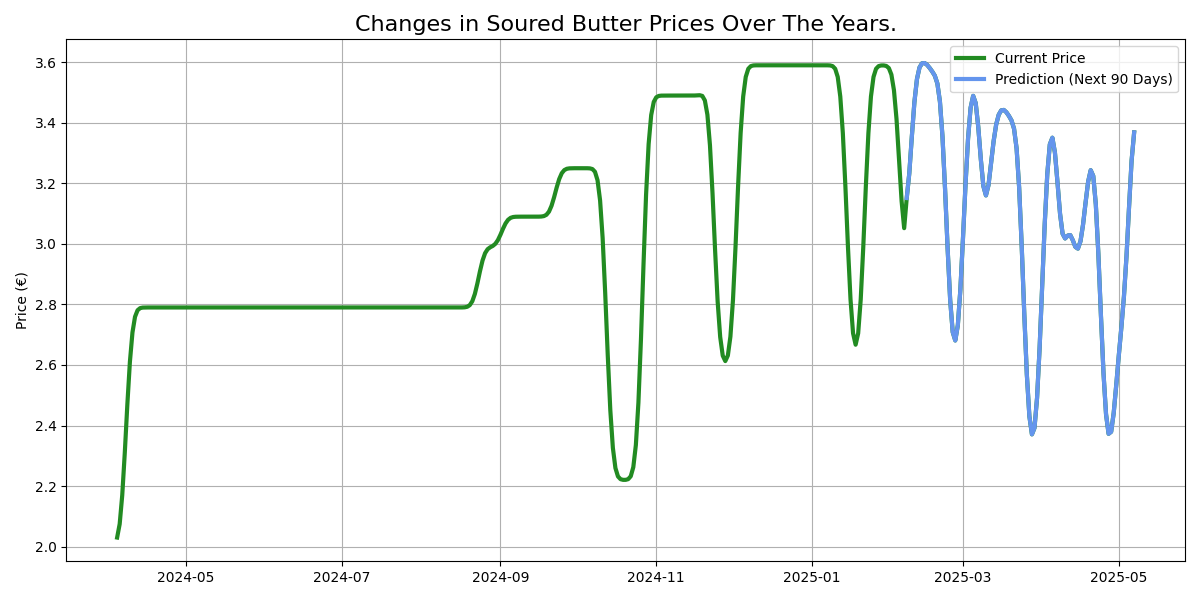 Changes in Soured Butter Prices Over The Years.
Current Price
Prediction (Next 90 Days)
Price (€)
3.6
3.4
3.2
3.0
2.8
2.6
2.4
2.2
2.0
2024-05 2024-07 2024-09 2024-11 2025-01 2025-03 2025-05